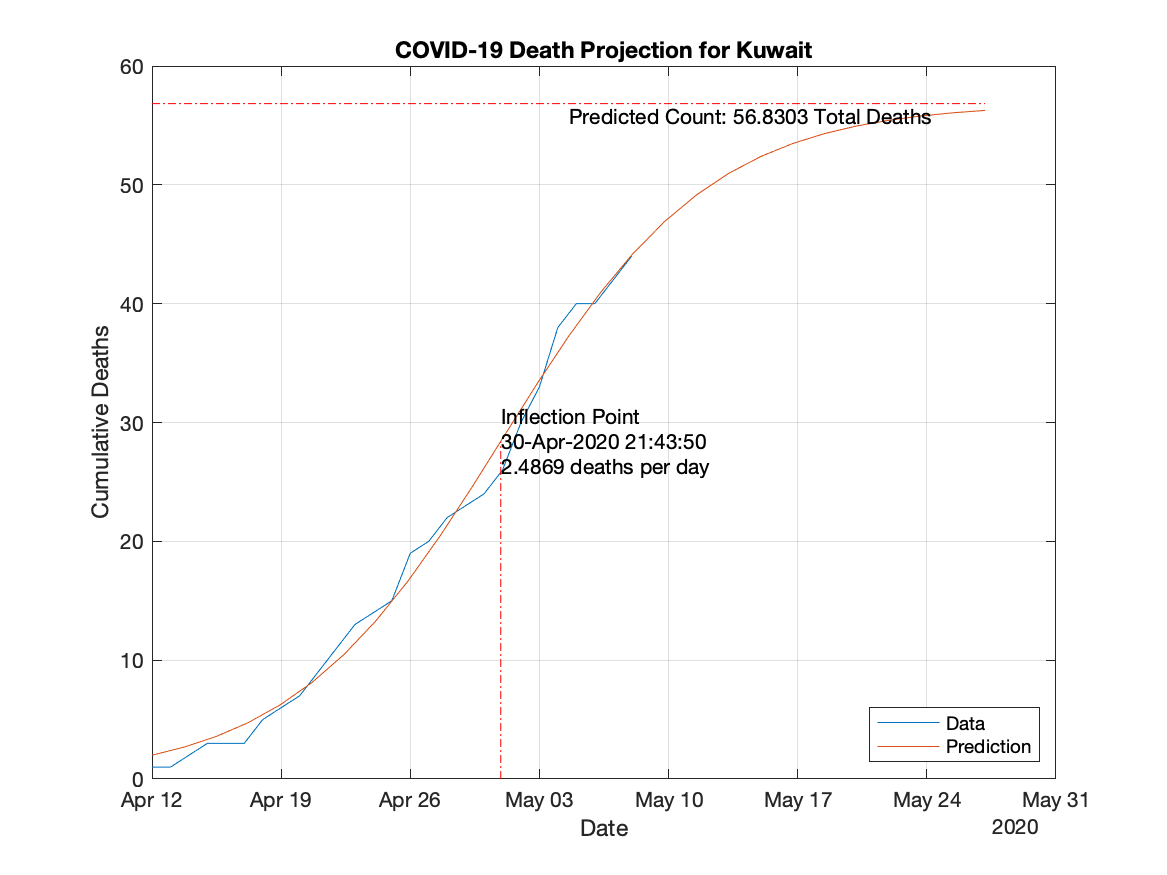 COVID-19 Death Projection for Kuwait
60
Predicted Count: 56.8303 Total Deaths
50
40
Inflection Point
30
30-Apr-2020 21:43:50
2.4869 deaths per day
20
10
0
Cumulative Deaths
Data
Prediction
Apr 12 Apr 19 Apr 26 May 03 May 10 May 17 May 24 May 31
Date
2020